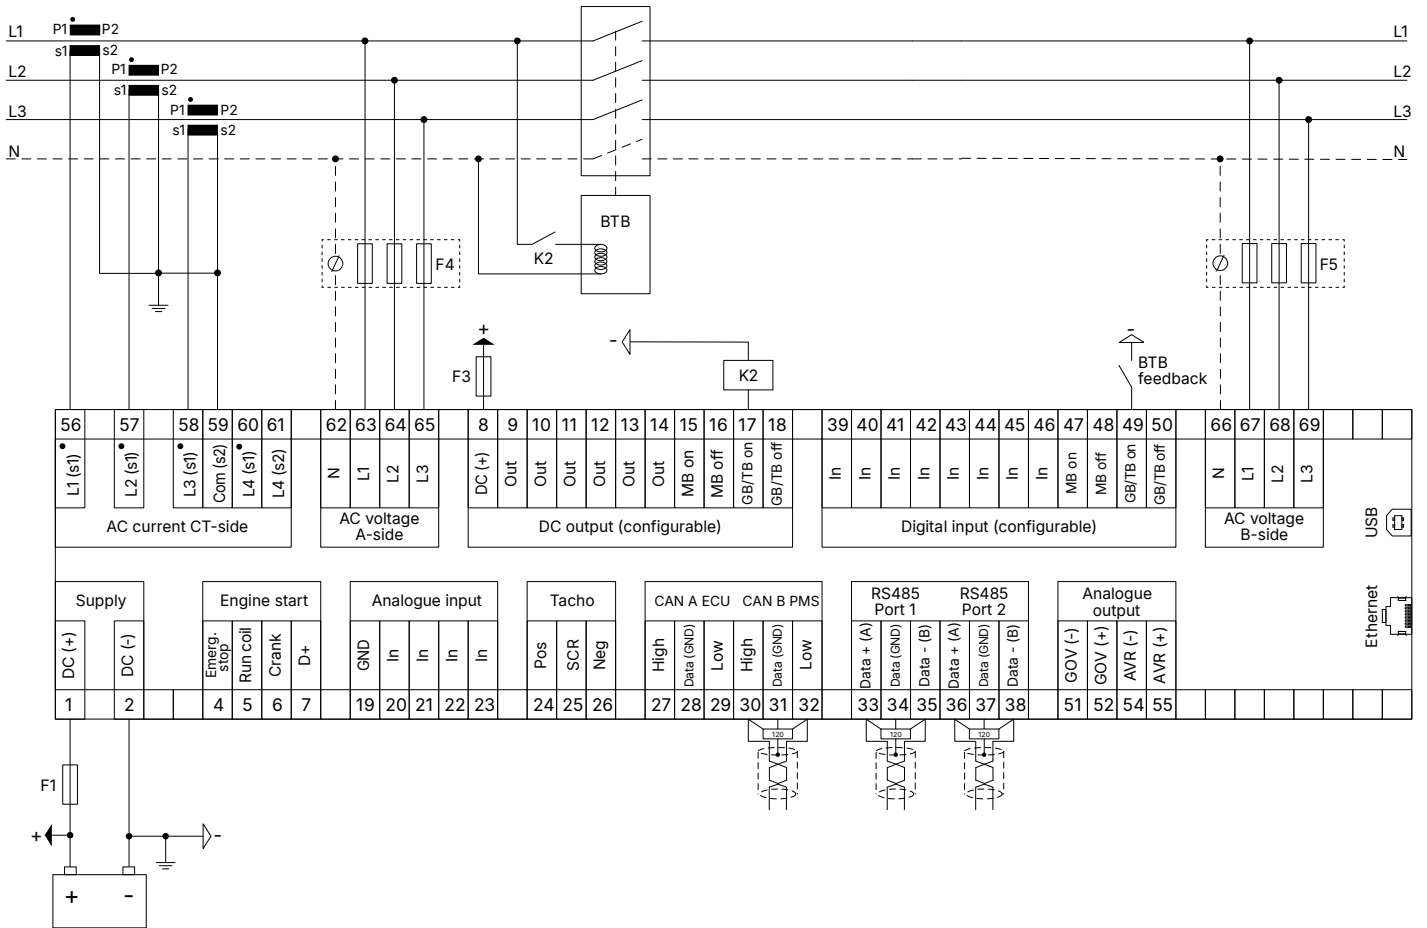 P1 P2
L1 L1
s1 s2
P1 P2
L2 L2
s1 s2
P1 P2
L3 L3
s1 s2
N N
BTB
K2
F4
F5
+
-
-
BTB
feedback
F3
K2
56 57 58 59 60 61 62 63 64 65 8 9 10 11 12 13 14 15 16 17 18 39 40 41 42 43 44 45 46 47 48 49 50 66 67 68 69
L1 (s1)
L2 (s1)
L3 (s1)
Com (s2)
L4 (s1)
L4 (s2)
N
L1
L2
L3
DC (+)
Out
Out
Out
Out
Out
Out
MB on
MB off
GB/TB on
GB/TB off
In
In
In
In
In
In
In
In
MB on
MB off
GB/TB on
GB/TB off
N
L1
L2
L3
AC current CT-side
AC voltage
A-side
DC output (configurable)
Digital input (configurable)
AC voltage
B-side
USB
Ethernet
Supply
Engine start
Analogue input
Tacho
CAN A ECU
CAN B PMS
RS485
Port 1
RS485
Port 2
Analogue
output
DC (+)
DC (-)
Emerg.
stop
Run coil
Crank
D+
GND
In
In
In
In
Pos
SCR
Neg
High
Data (GND)
Low
High
Data (GND)
Low
Data + (A)
Data (GND)
Data - (B)
Data + (A)
Data (GND)
Data - (B)
GOV (-)
GOV (+)
AVR (-)
AVR (+)
1 2 4 5 6 7 19 20 21 22 23 24 25 26 27 28 29 30 31 32 33 34 35 36 37 38 51 52 54 55
120 120 120
F1
+ -
+ -